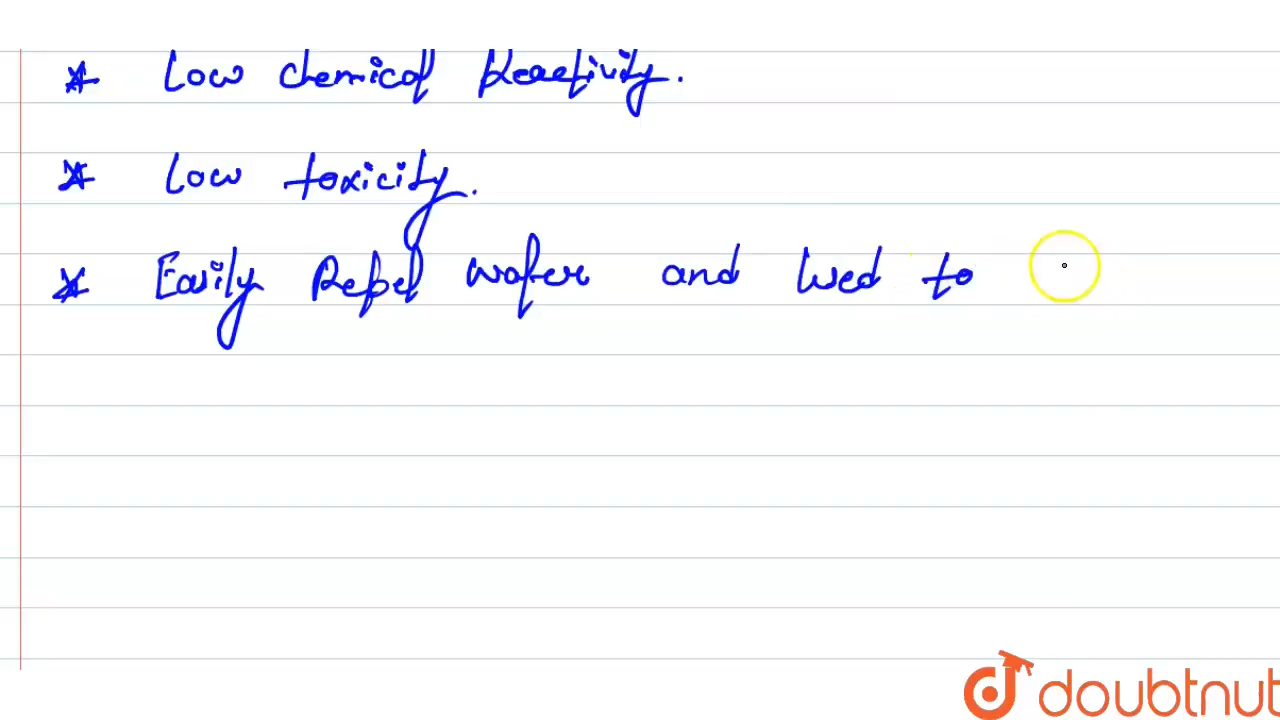 * Low chemical Reactivity.
* Low toxicity.
* Easily Repel water and Used to
doubtnut